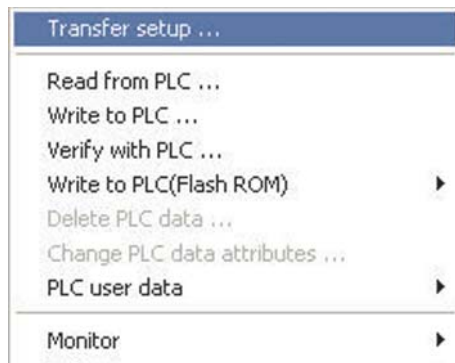 Transfer setup ...
Read from PLC ...
Write to PLC ...
Verify with PLC ...
Write to PLC(Flash ROM)
Delete PLC data ...
Change PLC data attributes ...
PLC user data
Monitor